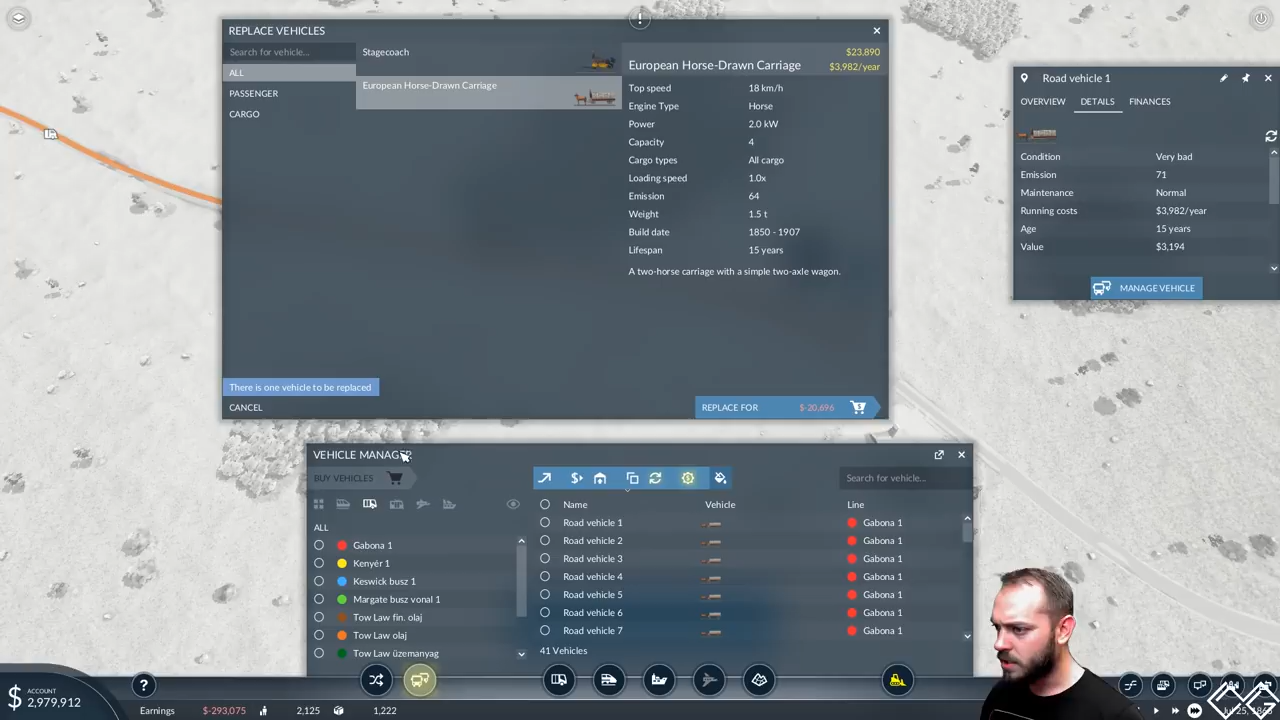 REPLACE VEHICLES
Search for vehicle...
ALL
PASSENGER
CARGO
Stagecoach
European Horse-Drawn Carriage
$23,890
European Horse-Drawn Carriage $3,982/year
Top speed 18 km/h
Engine Type Horse
Power 2.0 kW
Capacity 4
Cargo types All cargo
Loading speed 1.0x
Emission 64
Weight 1.5 t
Build date 1850 - 1907
Lifespan 15 years
A two-horse carriage with a simple two-axle wagon.
There is one vehicle to be replaced
CANCEL
REPLACE FOR $-20,696
Road vehicle 1
OVERVIEW DETAILS FINANCES
Condition Very bad
Emission 71
Maintenance Normal
Running costs $3,982/year
Age 15 years
Value $3,194
MANAGE VEHICLE
VEHICLE MANAGER
BUY VEHICLES
Search for vehicle...
ALL
Gabona 1
Kenyér 1
Keswick busz 1
Margate busz vonal 1
Tow Law fin. olaj
Tow Law olaj
Tow Law üzemanyag
Name Vehicle Line
Road vehicle 1 Gabona 1
Road vehicle 2 Gabona 1
Road vehicle 3 Gabona 1
Road vehicle 4 Gabona 1
Road vehicle 5 Gabona 1
Road vehicle 6 Gabona 1
Road vehicle 7 Gabona 1
41 Vehicles
$ ACCOUNT
2,979,912
?
Earnings $-293,075 2,125 1,222